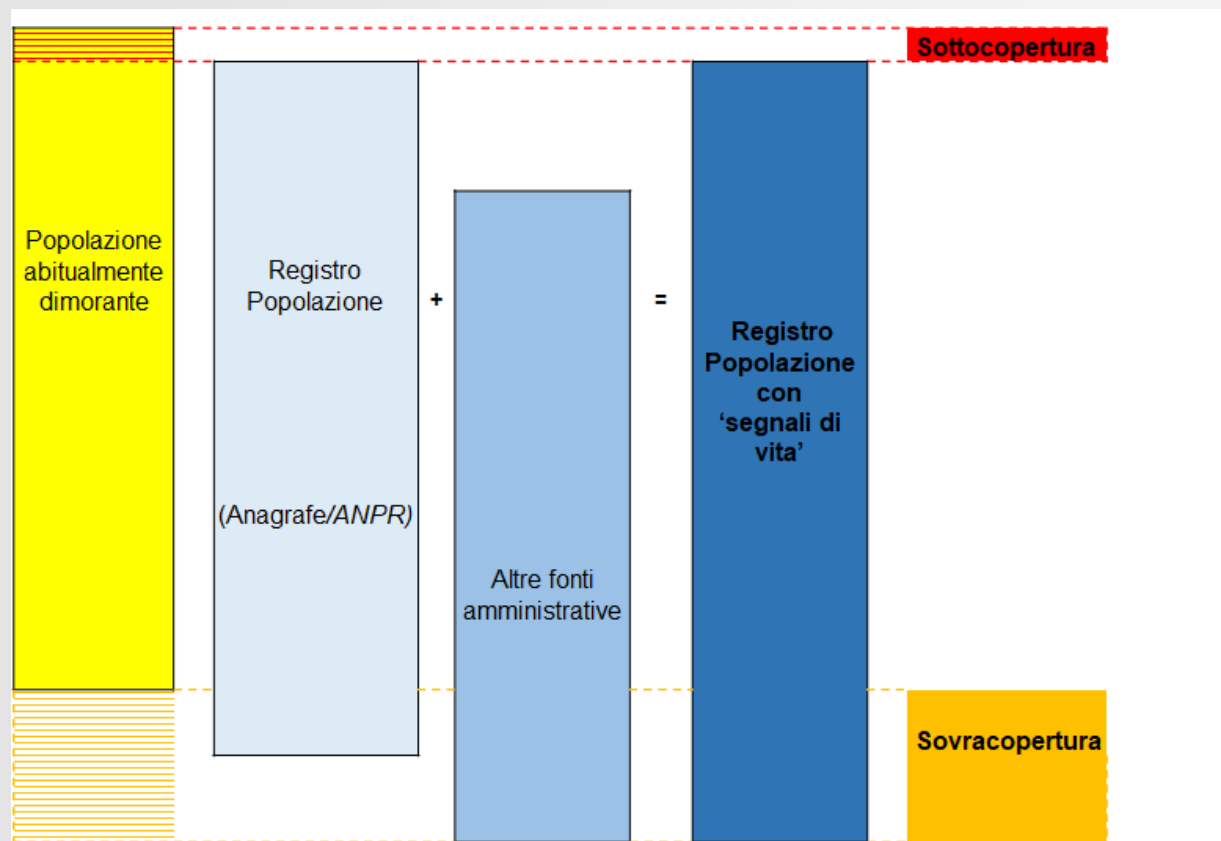 Sottocopertura
Popolazione
abitualmente
dimorante
Registro
Popolazione
(Anagrafe/ANPR)
+
Altre fonti
amministrative
=
Registro
Popolazione
con
‘segnali di
vita’
Sovracopertura